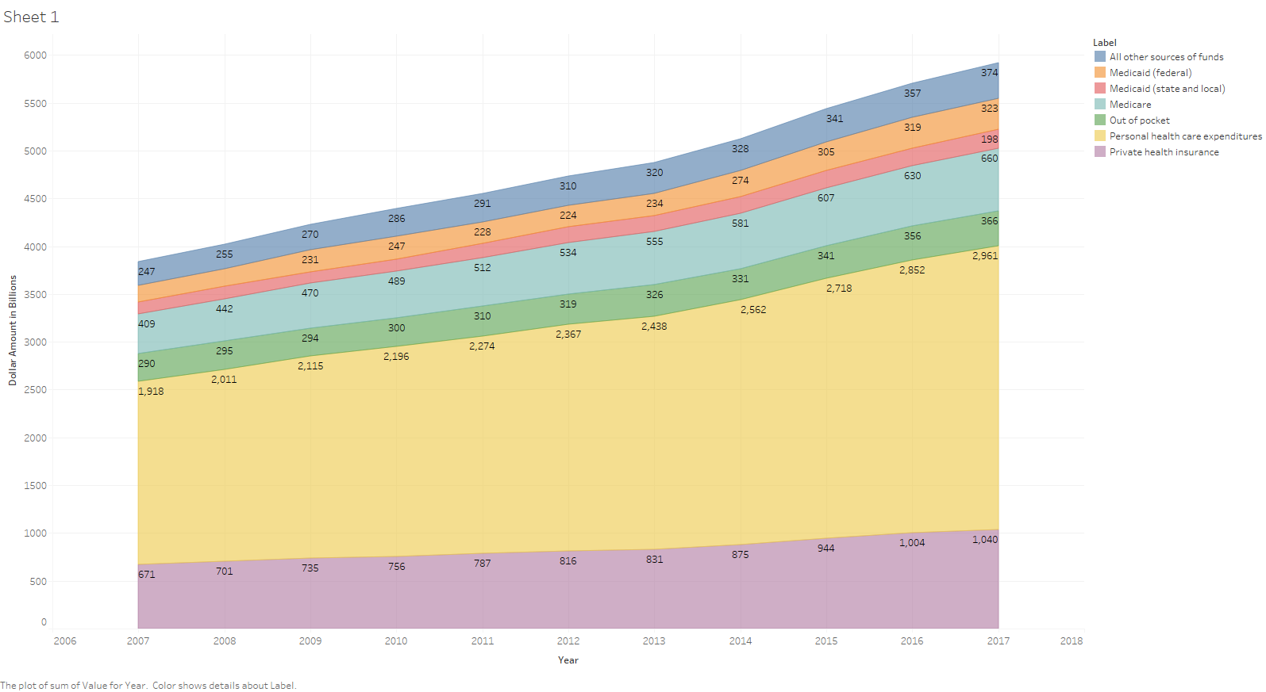 Sheet 1
Label
All other sources of funds
Medicaid (federal)
Medicaid (state and local)
Medicare
Out of pocket
Personal health care expenditures
Private health insurance
Dollar Amount in Billions
6000
5500
5000
4500
4000
3500
3000
2500
2000
1500
1000
500
0
247 255 270 286 291 310 320 328 341 357 374
231 247 228 224 234 274 305 319 323
198
409 442 470 489 512 534 555 581 607 630 660
290 295 294 300 310 319 326 331 341 356 366
1,918 2,011 2,115 2,196 2,274 2,367 2,438 2,562 2,718 2,852 2,961
671 701 735 756 787 816 831 875 944 1,004 1,040
2006 2007 2008 2009 2010 2011 2012 2013 2014 2015 2016 2017 2018
Year
The plot of sum of Value for Year. Color shows details about Label.